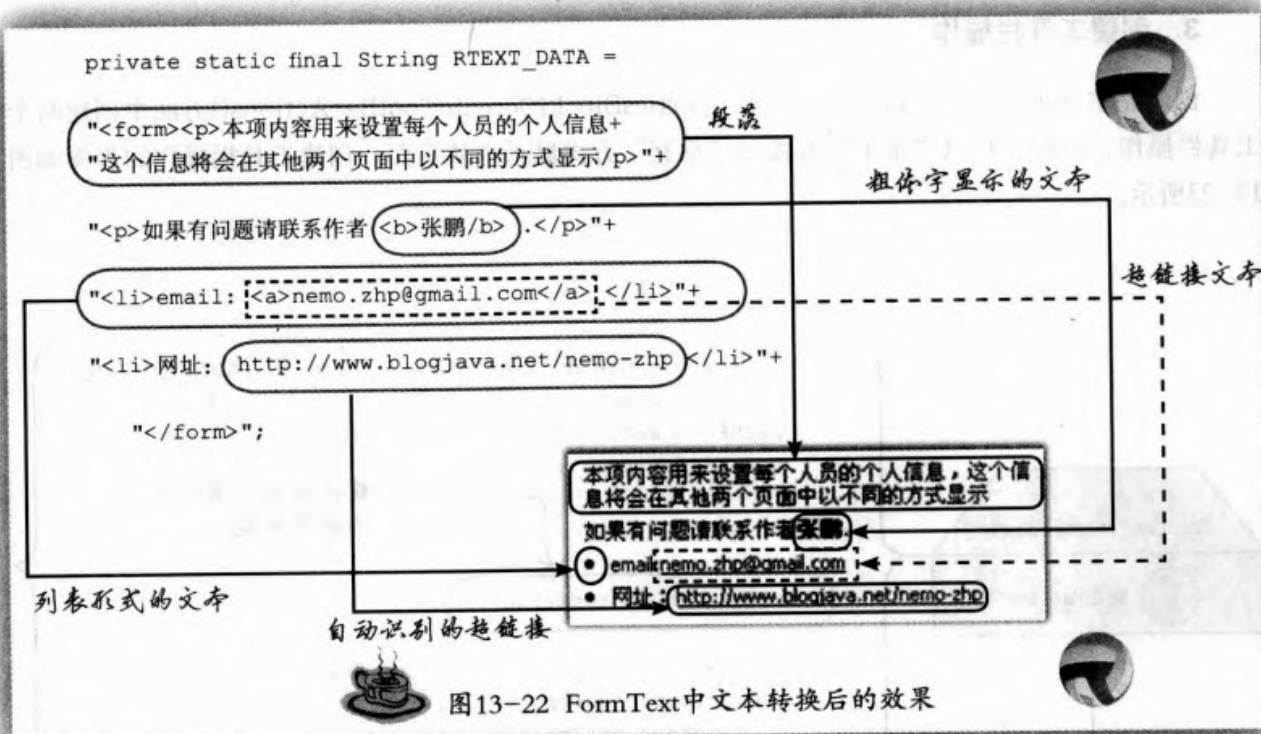 private static final String RTEXT_DATA =
"<form><p>本项内容用来设置每个人员的个人信息+
段落
"这个信息将会在其他两个页面中以不同的方式显示/p>"+
粗体字显示的文本
"<p>如果有问题请联系作者<b>张鹏/b>.</p>"+
超链接文本
"<li>email: <a>nemo.zhp@gmail.com</a> </li>"+
"<li>网址: http://www.blogjava.net/nemo-zhp </li>"+
"</form>";
本项内容用来设置每个人员的个人信息，这个信
息将会在其他两个页面中以不同的方式显示
如果有问题请联系作者张鹏.
email:nemo.zhp@gmail.com
网址：http://www.blogjava.net/nemo-zhp
列表形式的文本
自动识别的超链接
图13-22 FormText中文本转换后的效果